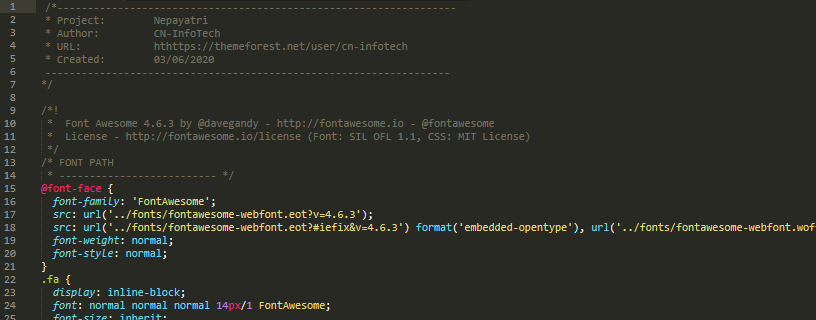 1 /*-----------------------------------------------------------------
2 * Project: Nepayatri
3 * Author: CN-InfoTech
4 * URL: hthttps://themeforest.net/user/cn-infotech
5 * Created: 03/06/2020
6 -----------------------------------------------------------------
7 */
8
9 /*!
10 * Font Awesome 4.6.3 by @davegandy - http://fontawesome.io - @fontawesome
11 * License - http://fontawesome.io/license (Font: SIL OFL 1.1, CSS: MIT License)
12 */
13 /* FONT PATH
14 * -------------------------- */
15 @font-face {
16 font-family: 'FontAwesome';
17 src: url('../fonts/fontawesome-webfont.eot?v=4.6.3');
18 src: url('../fonts/fontawesome-webfont.eot?#iefix&v=4.6.3') format('embedded-opentype'), url('../fonts/fontawesome-webfont.wof
19 font-weight: normal;
20 font-style: normal;
21 }
22 .fa {
23 display: inline-block;
24 font: normal normal normal 14px/1 FontAwesome;
25 font-size: inherit;